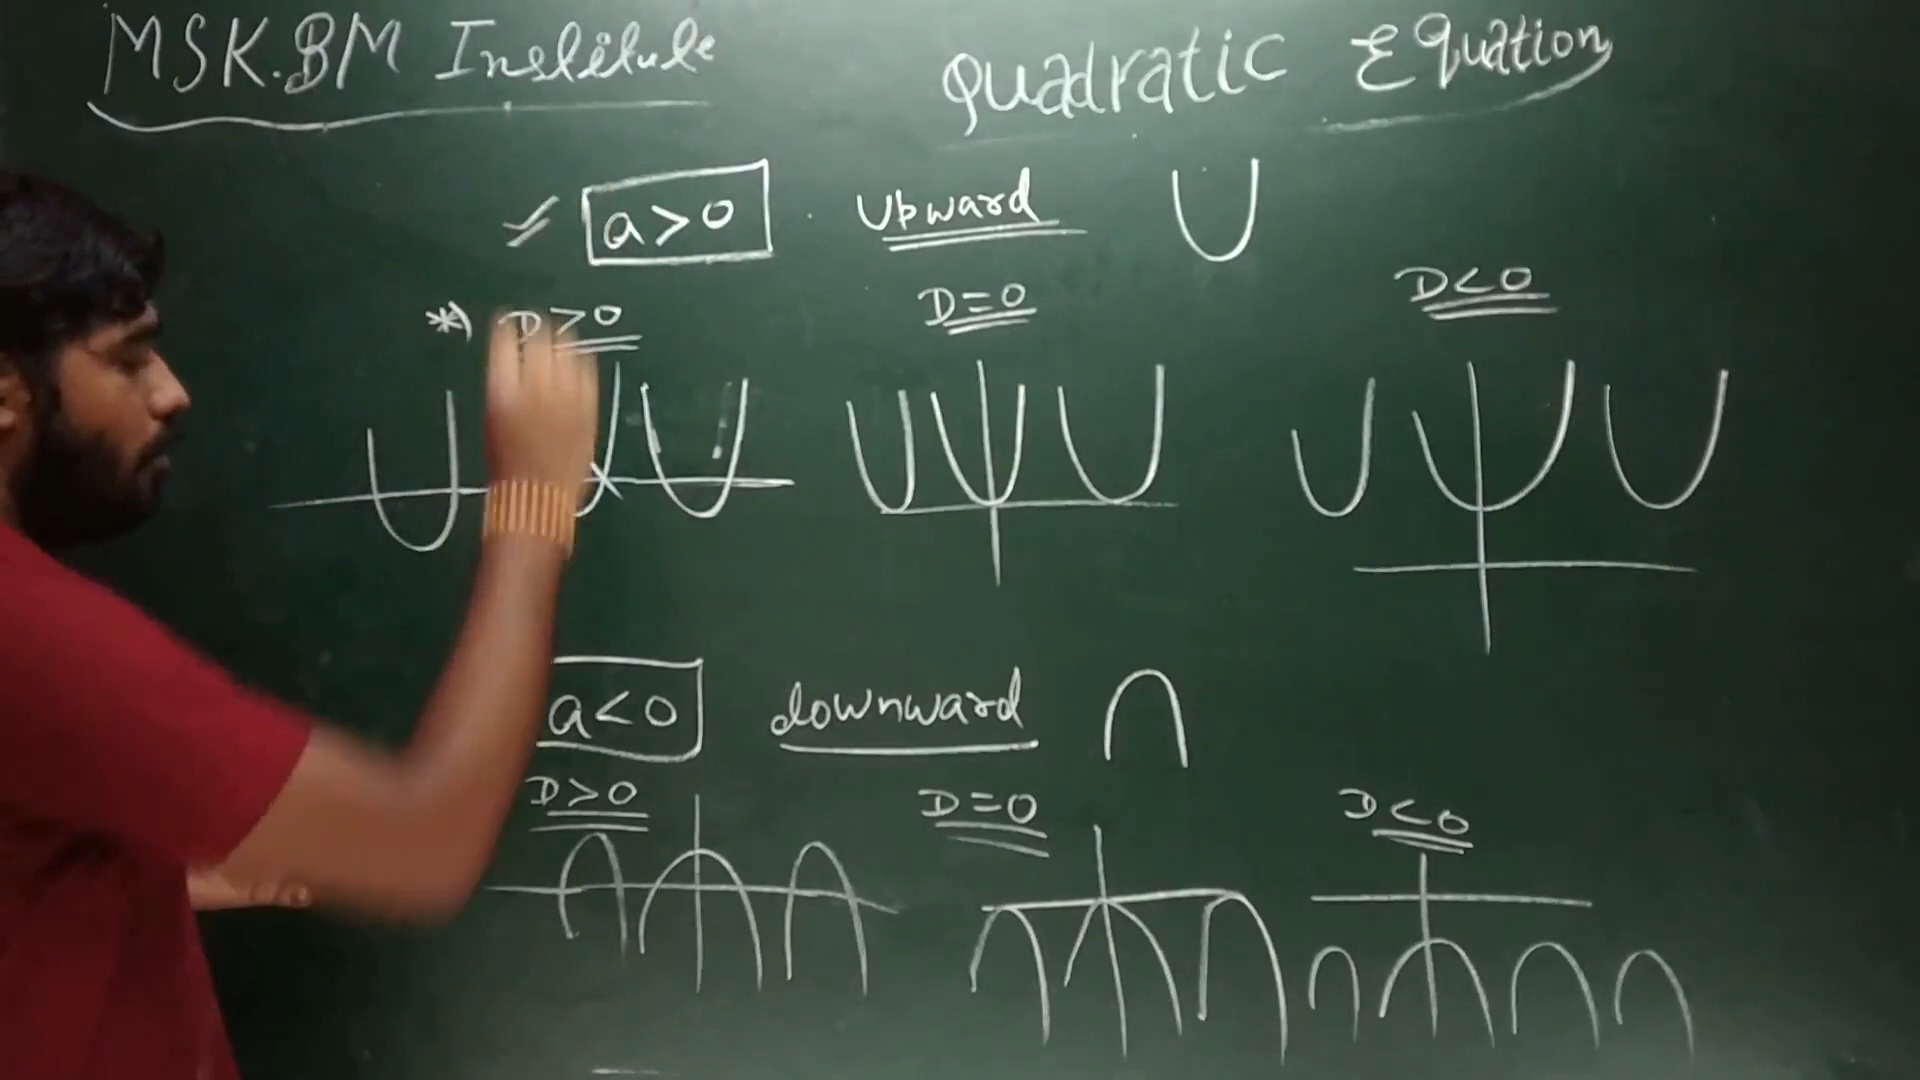 MSK.BM Institute
Quadratic Equation
a>0 Upward
*) D>0 D=0 D<0
a<0 downward
D>0 D=0 D<0